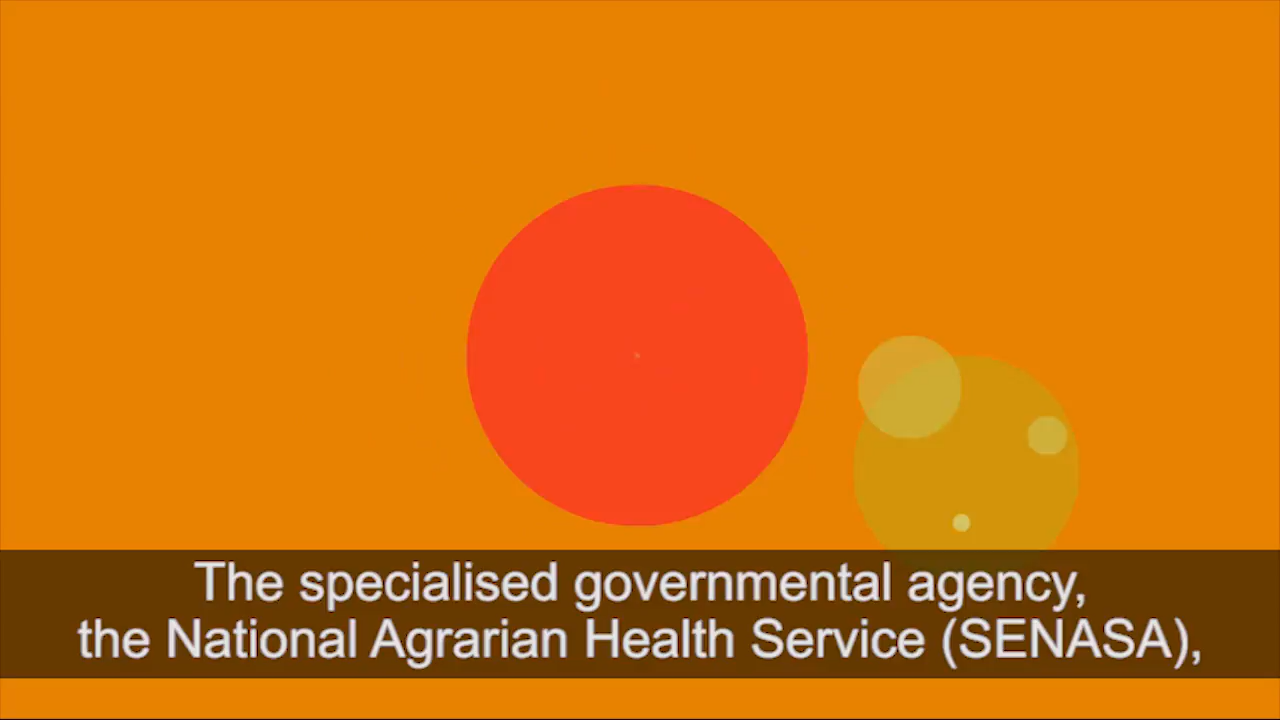 The specialised governmental agency,
the National Agrarian Health Service (SENASA),